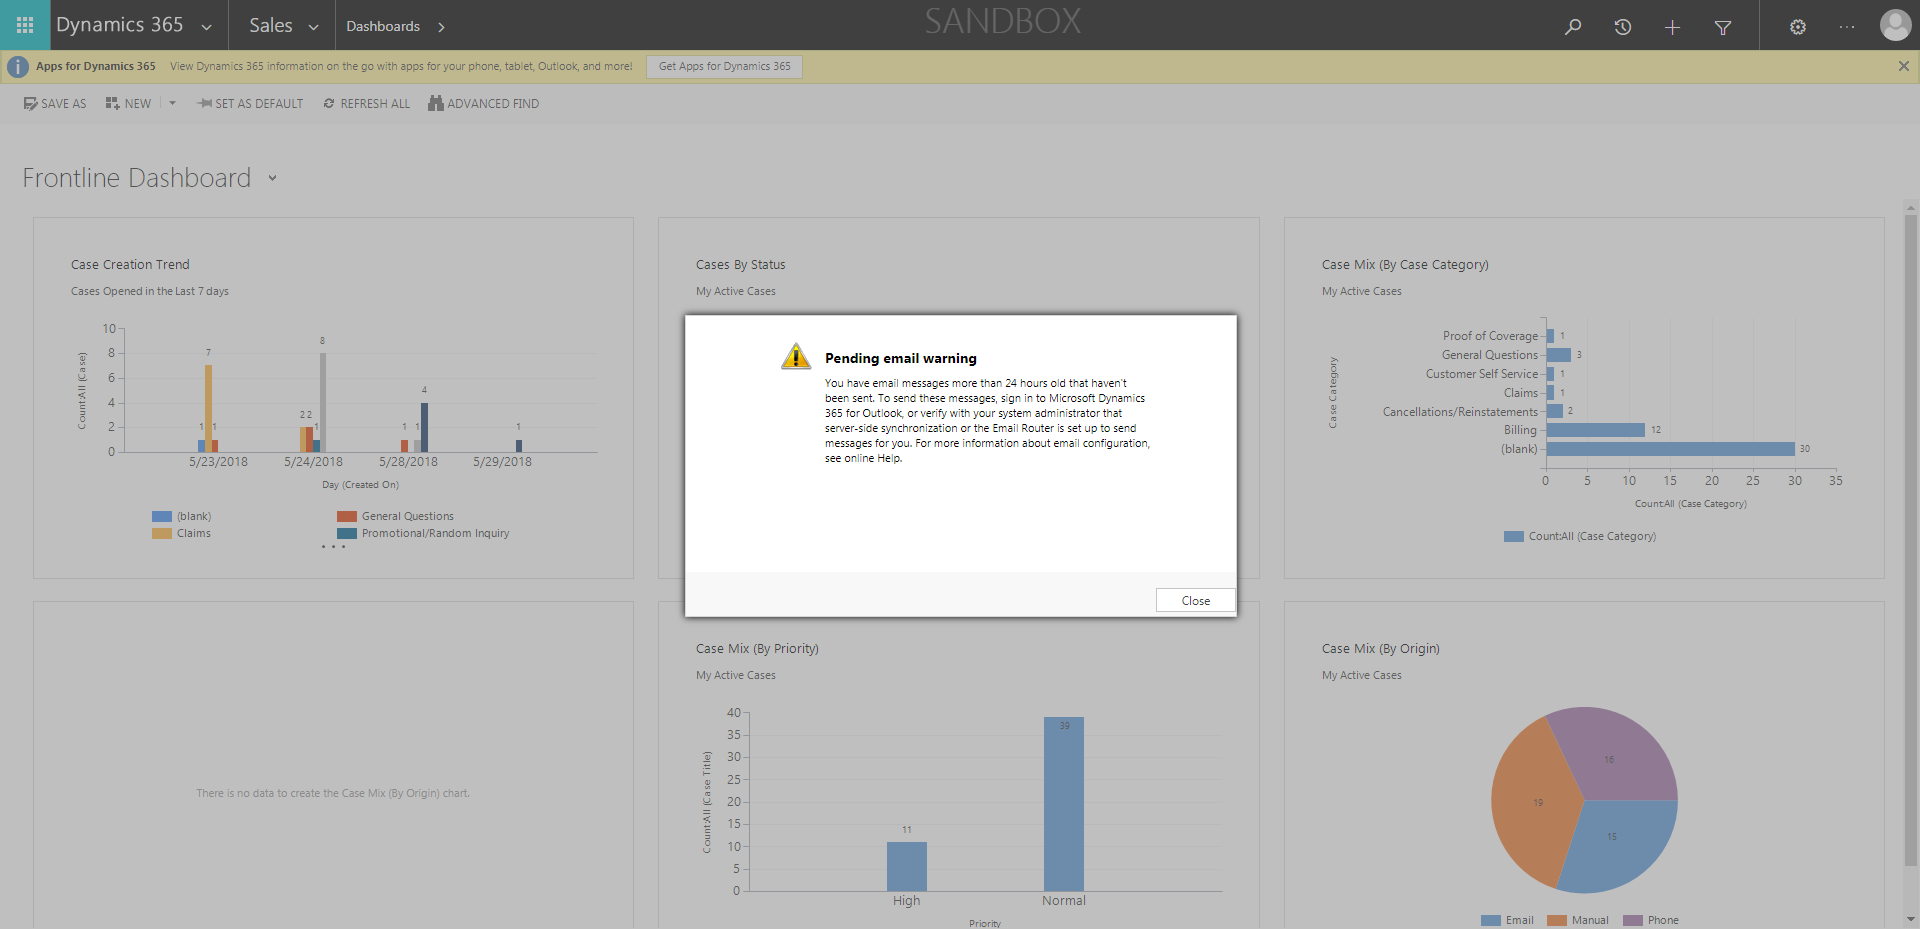 Dynamics 365
Sales
Dashboards
SANDBOX
Apps for Dynamics 365 View Dynamics 365 information on the go with apps for your phone, tablet, Outlook, and more! Get Apps for Dynamics 365
SAVE AS NEW SET AS DEFAULT REFRESH ALL ADVANCED FIND
Frontline Dashboard
Case Creation Trend
Cases Opened in the Last 7 days
Count:All (Case)
10
8
6
4
2
0
1
7
1
2
2
1
8
1
1
4
1
5/23/2018 5/24/2018 5/28/2018 5/29/2018
Day (Created On)
(blank) General Questions
Claims Promotional/Random Inquiry
Cases By Status
My Active Cases
Pending email warning
You have email messages more than 24 hours old that haven't
been sent. To send these messages, sign in to Microsoft Dynamics
365 for Outlook, or verify with your system administrator that
server-side synchronization or the Email Router is set up to send
messages for you. For more information about email configuration,
see online Help.
Close
Case Mix (By Case Category)
My Active Cases
Case Category
Proof of Coverage 1
General Questions 3
Customer Self Service 1
Claims 1
Cancellations/Reinstatements 2
Billing 12
(blank) 30
0 5 10 15 20 25 30 35
Count:All (Case Category)
Count:All (Case Category)
There is no data to create the Case Mix (By Origin) chart.
Case Mix (By Priority)
My Active Cases
Count:All (Case Title)
40
35
30
25
20
15
10
5
0
11
39
High Normal
Priority
Case Mix (By Origin)
My Active Cases
16
19
15
Email Manual Phone